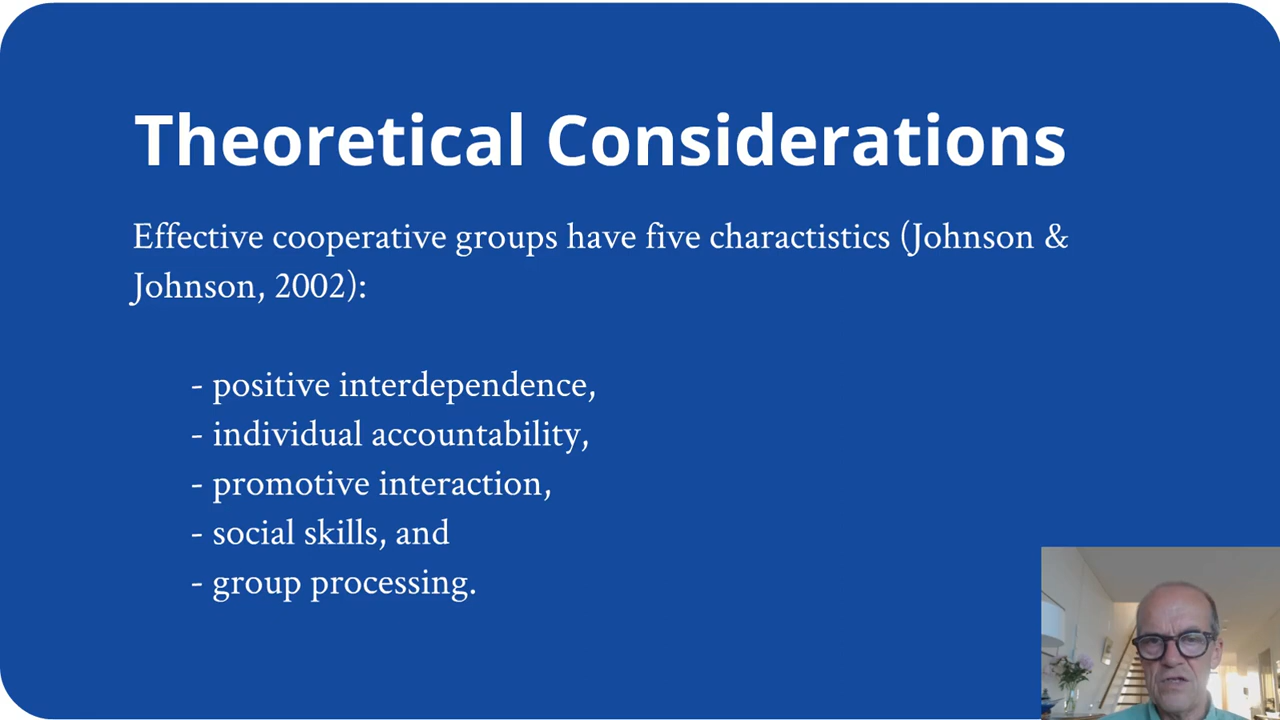 Theoretical Considerations
Effective cooperative groups have five charactistics (Johnson &
Johnson, 2002):
- positive interdependence,
- individual accountability,
- promotive interaction,
- social skills, and
- group processing.